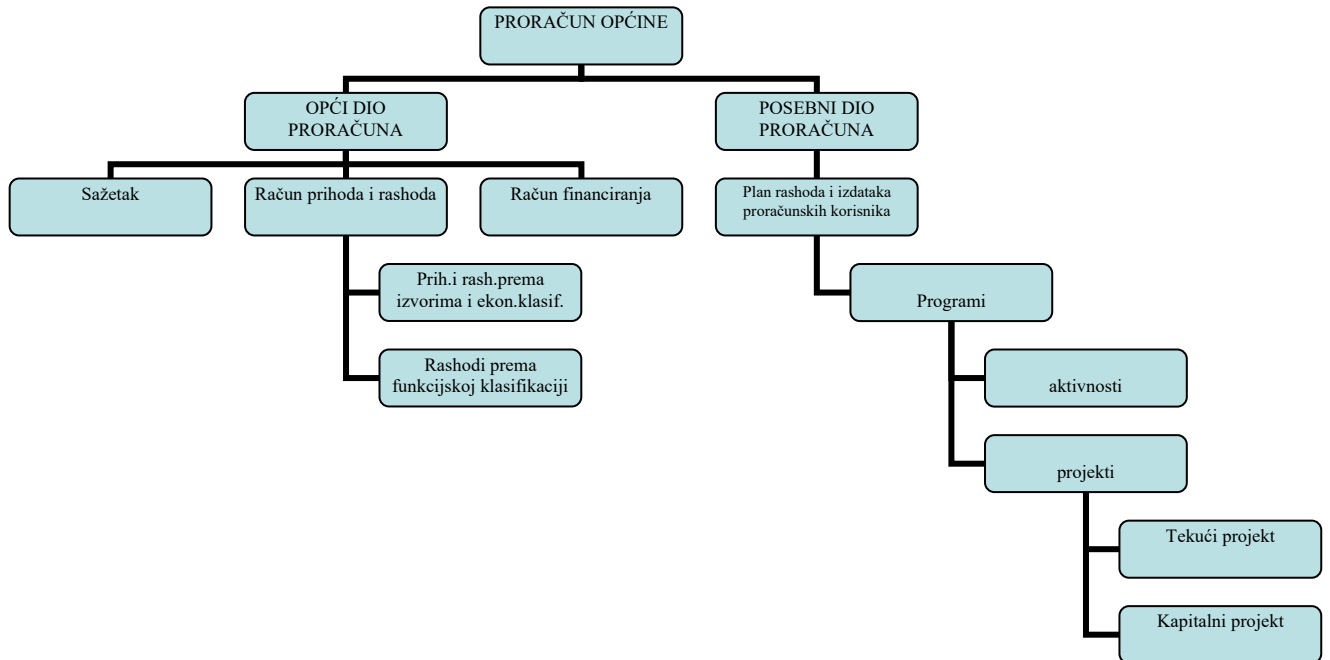 PRORAČUN OPĆINE
OPĆI DIO
PRORAČUNA
POSEBNI DIO
PRORAČUNA
Sažetak
Račun prihoda i rashoda
Račun financiranja
Plan rashoda i izdataka
proračunskih korisnika
Prih.i rash.prema
izvorima i ekon.klasif.
Programi
Rashodi prema
funkcijskoj klasifikaciji
aktivnosti
projekti
Tekući projekt
Kapitalni projekt